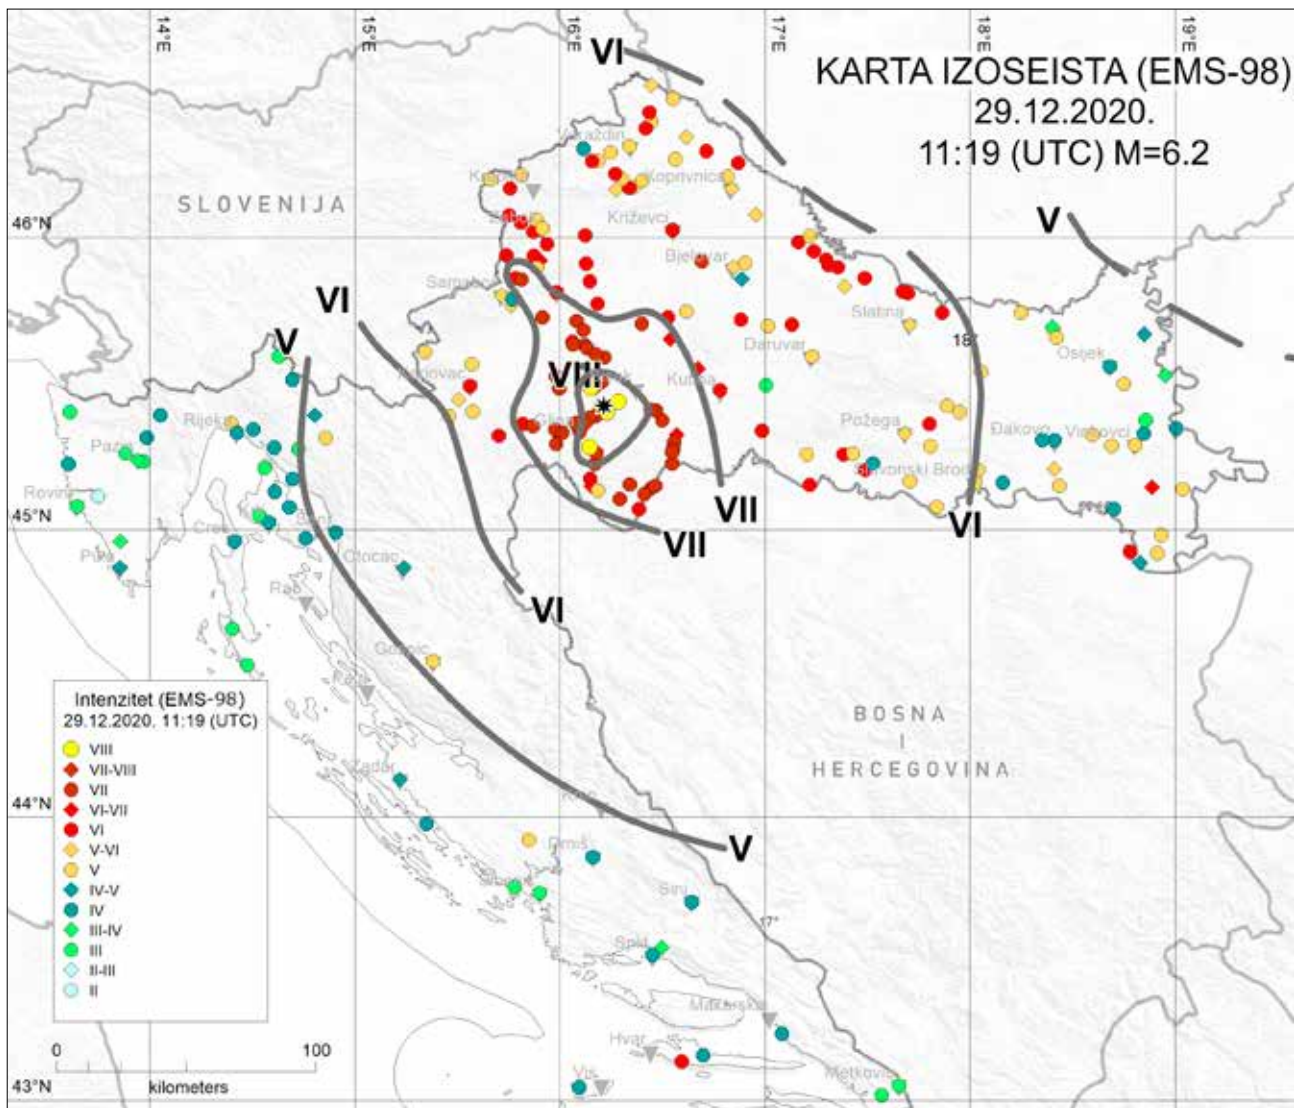 14°E
15°E
16°E
17°E
18°E
19°E
VI
KARTA IZOSEISTA (EMS-98)
29.12.2020.
11:19 (UTC) M=6.2
Varaždin
Koprivnica
SLOVENIJA
Križevci
46°N
V
Bjelovar
Samobor
VI
Slatina
V
Daruvar
18°
Osijek
Karlovac
VIII
Kutina
Glina
Požega
Đakovo
Vinkovci
Rijeka
Pazin
Slavonski Brod
Rovinj
45°N
VII
VI
Cres
VII
Otočac
Pula
VI
Rab
Gospić
Intenzitet (EMS-98)
29.12.2020. 11:19 (UTC)
VIII
VII-VIII
VII
VI-VII
VI
V-VI
V
IV-V
IV
III-IV
III
II-III
II
BOSNA
I
HERCEGOVINA
Zadar
44°N
V
Drniš
Sinj
17°
Split
Makarska
Hvar
0 100
kilometers
Vis
Metković
43°N